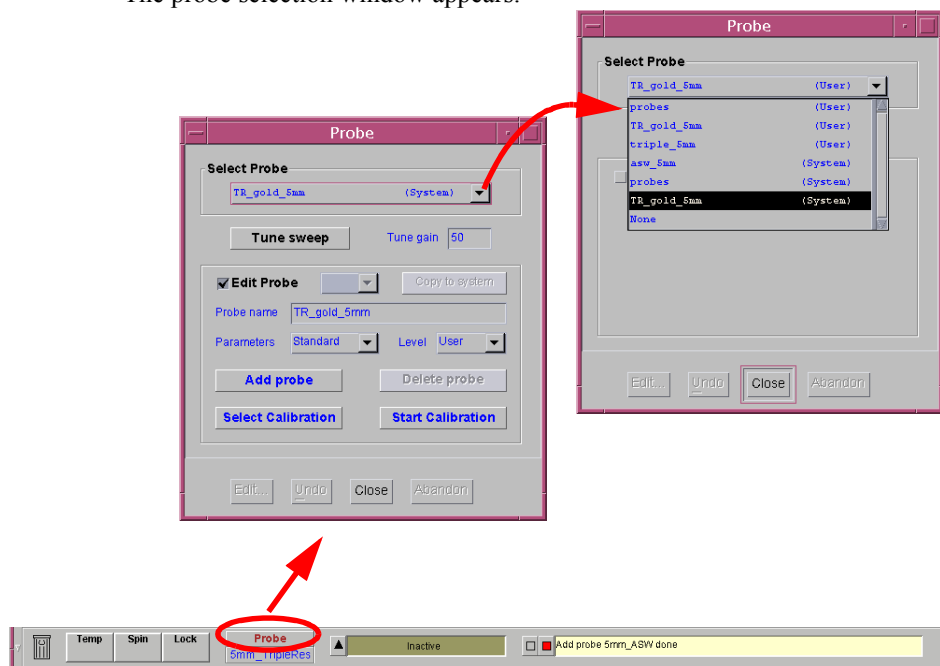 The probe selection window appears.
Probe
Select Probe
TR_gold_5mm (User)
probes (User)
TR_gold_5mm (User)
triple_5mm (User)
asw_5mm (System)
probes (System)
TR_gold_5mm (System)
None
Edit... Undo Close Abandon
Probe
Select Probe
TR_gold_5mm (System)
Tune sweep Tune gain 50
Edit Probe Copy to system
Probe name TR_gold_5mm
Parameters Standard Level User
Add probe Delete probe
Select Calibration Start Calibration
Edit... Undo Close Abandon
Temp Spin Lock Probe Inactive Add probe 5mm_ASW done
5mm_TripleRes